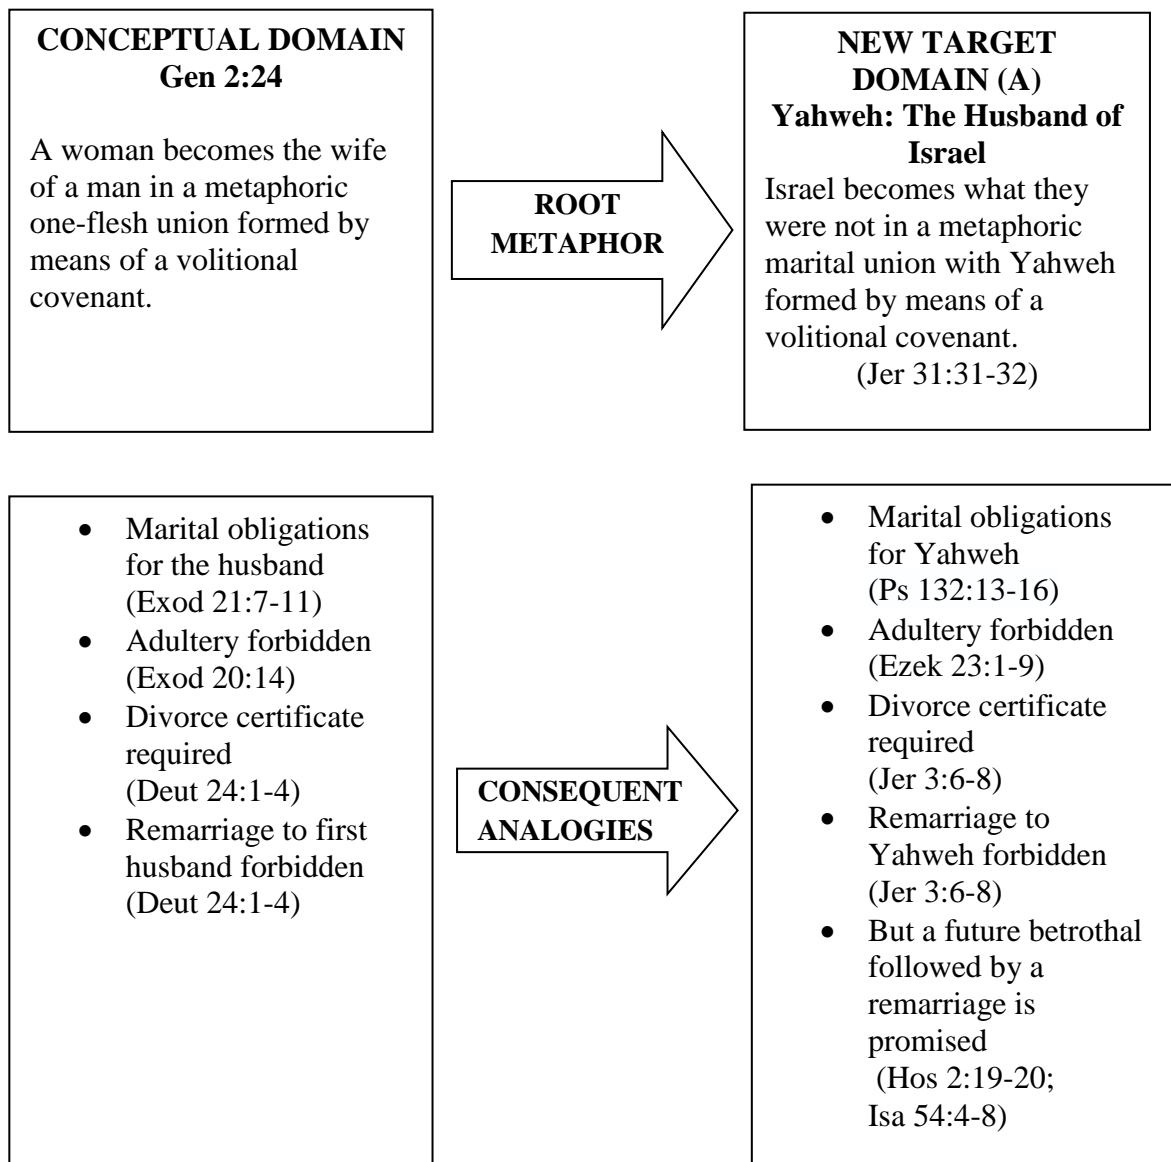 CONCEPTUAL DOMAIN
Gen 2:24
A woman becomes the wife
of a man in a metaphoric
one-flesh union formed by
means of a volitional
covenant.
ROOT
METAPHOR
NEW TARGET
DOMAIN (A)
Yahweh: The Husband of
Israel
Israel becomes what they
were not in a metaphoric
marital union with Yahweh
formed by means of a
volitional covenant.
(Jer 31:31-32)
• Marital obligations
for the husband
(Exod 21:7-11)
• Adultery forbidden
(Exod 20:14)
• Divorce certificate
required
(Deut 24:1-4)
• Remarriage to first
husband forbidden
(Deut 24:1-4)
CONSEQUENT
ANALOGIES
• Marital obligations
for Yahweh
(Ps 132:13-16)
• Adultery forbidden
(Ezek 23:1-9)
• Divorce certificate
required
(Jer 3:6-8)
• Remarriage to
Yahweh forbidden
(Jer 3:6-8)
• But a future betrothal
followed by a
remarriage is
promised
(Hos 2:19-20;
Isa 54:4-8)